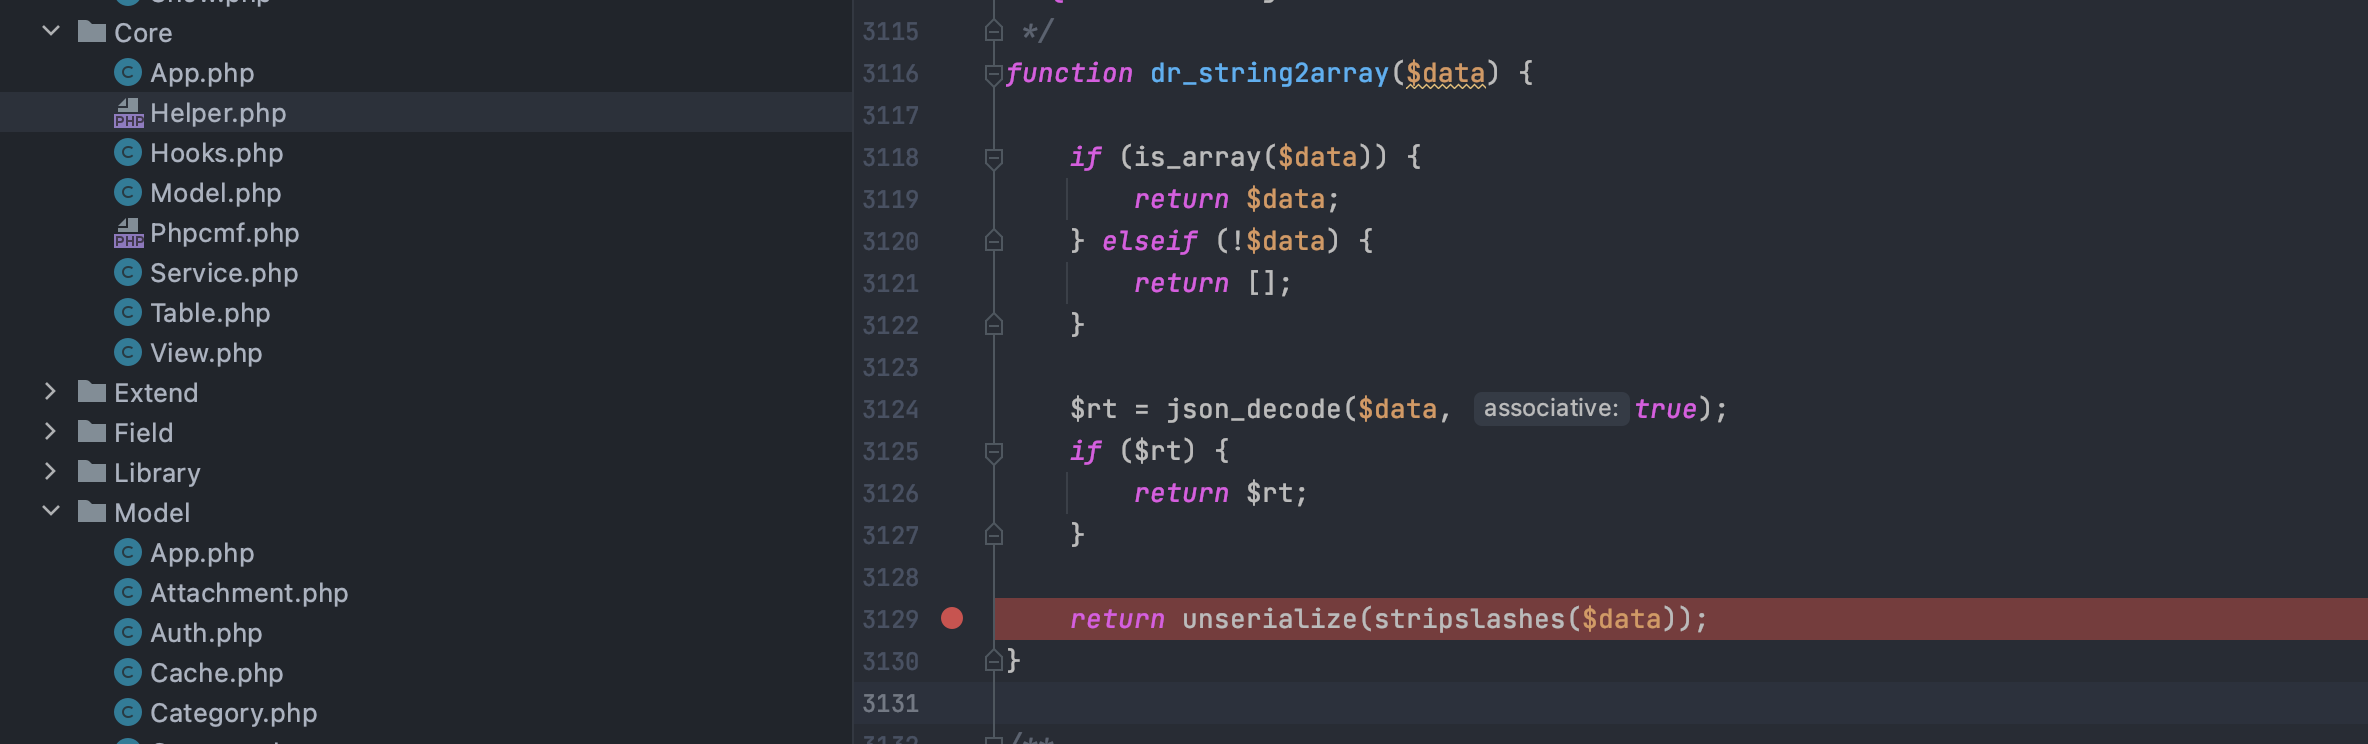 Core
App.php
Helper.php
Hooks.php
Model.php
Phpcmf.php
Service.php
Table.php
View.php
Extend
Field
Library
Model
App.php
Attachment.php
Auth.php
Cache.php
Category.php
3115 */
3116 function dr_string2array($data) {
3117
3118 if (is_array($data)) {
3119 return $data;
3120 } elseif (!$data) {
3121 return [];
3122 }
3123
3124 $rt = json_decode($data, associative: true);
3125 if ($rt) {
3126 return $rt;
3127 }
3128
3129 return unserialize(stripslashes($data));
3130 }
3131
3132 /**